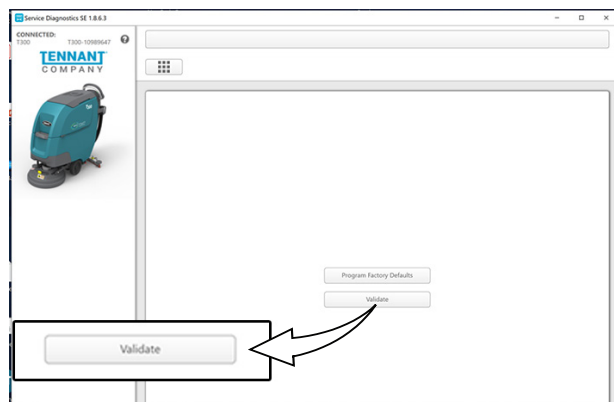 Service Diagnostics SE 1.8.6.3
CONNECTED:
T300 T300-10989647
TENNANT
COMPANY
Program Factory Defaults
Validate
Validate